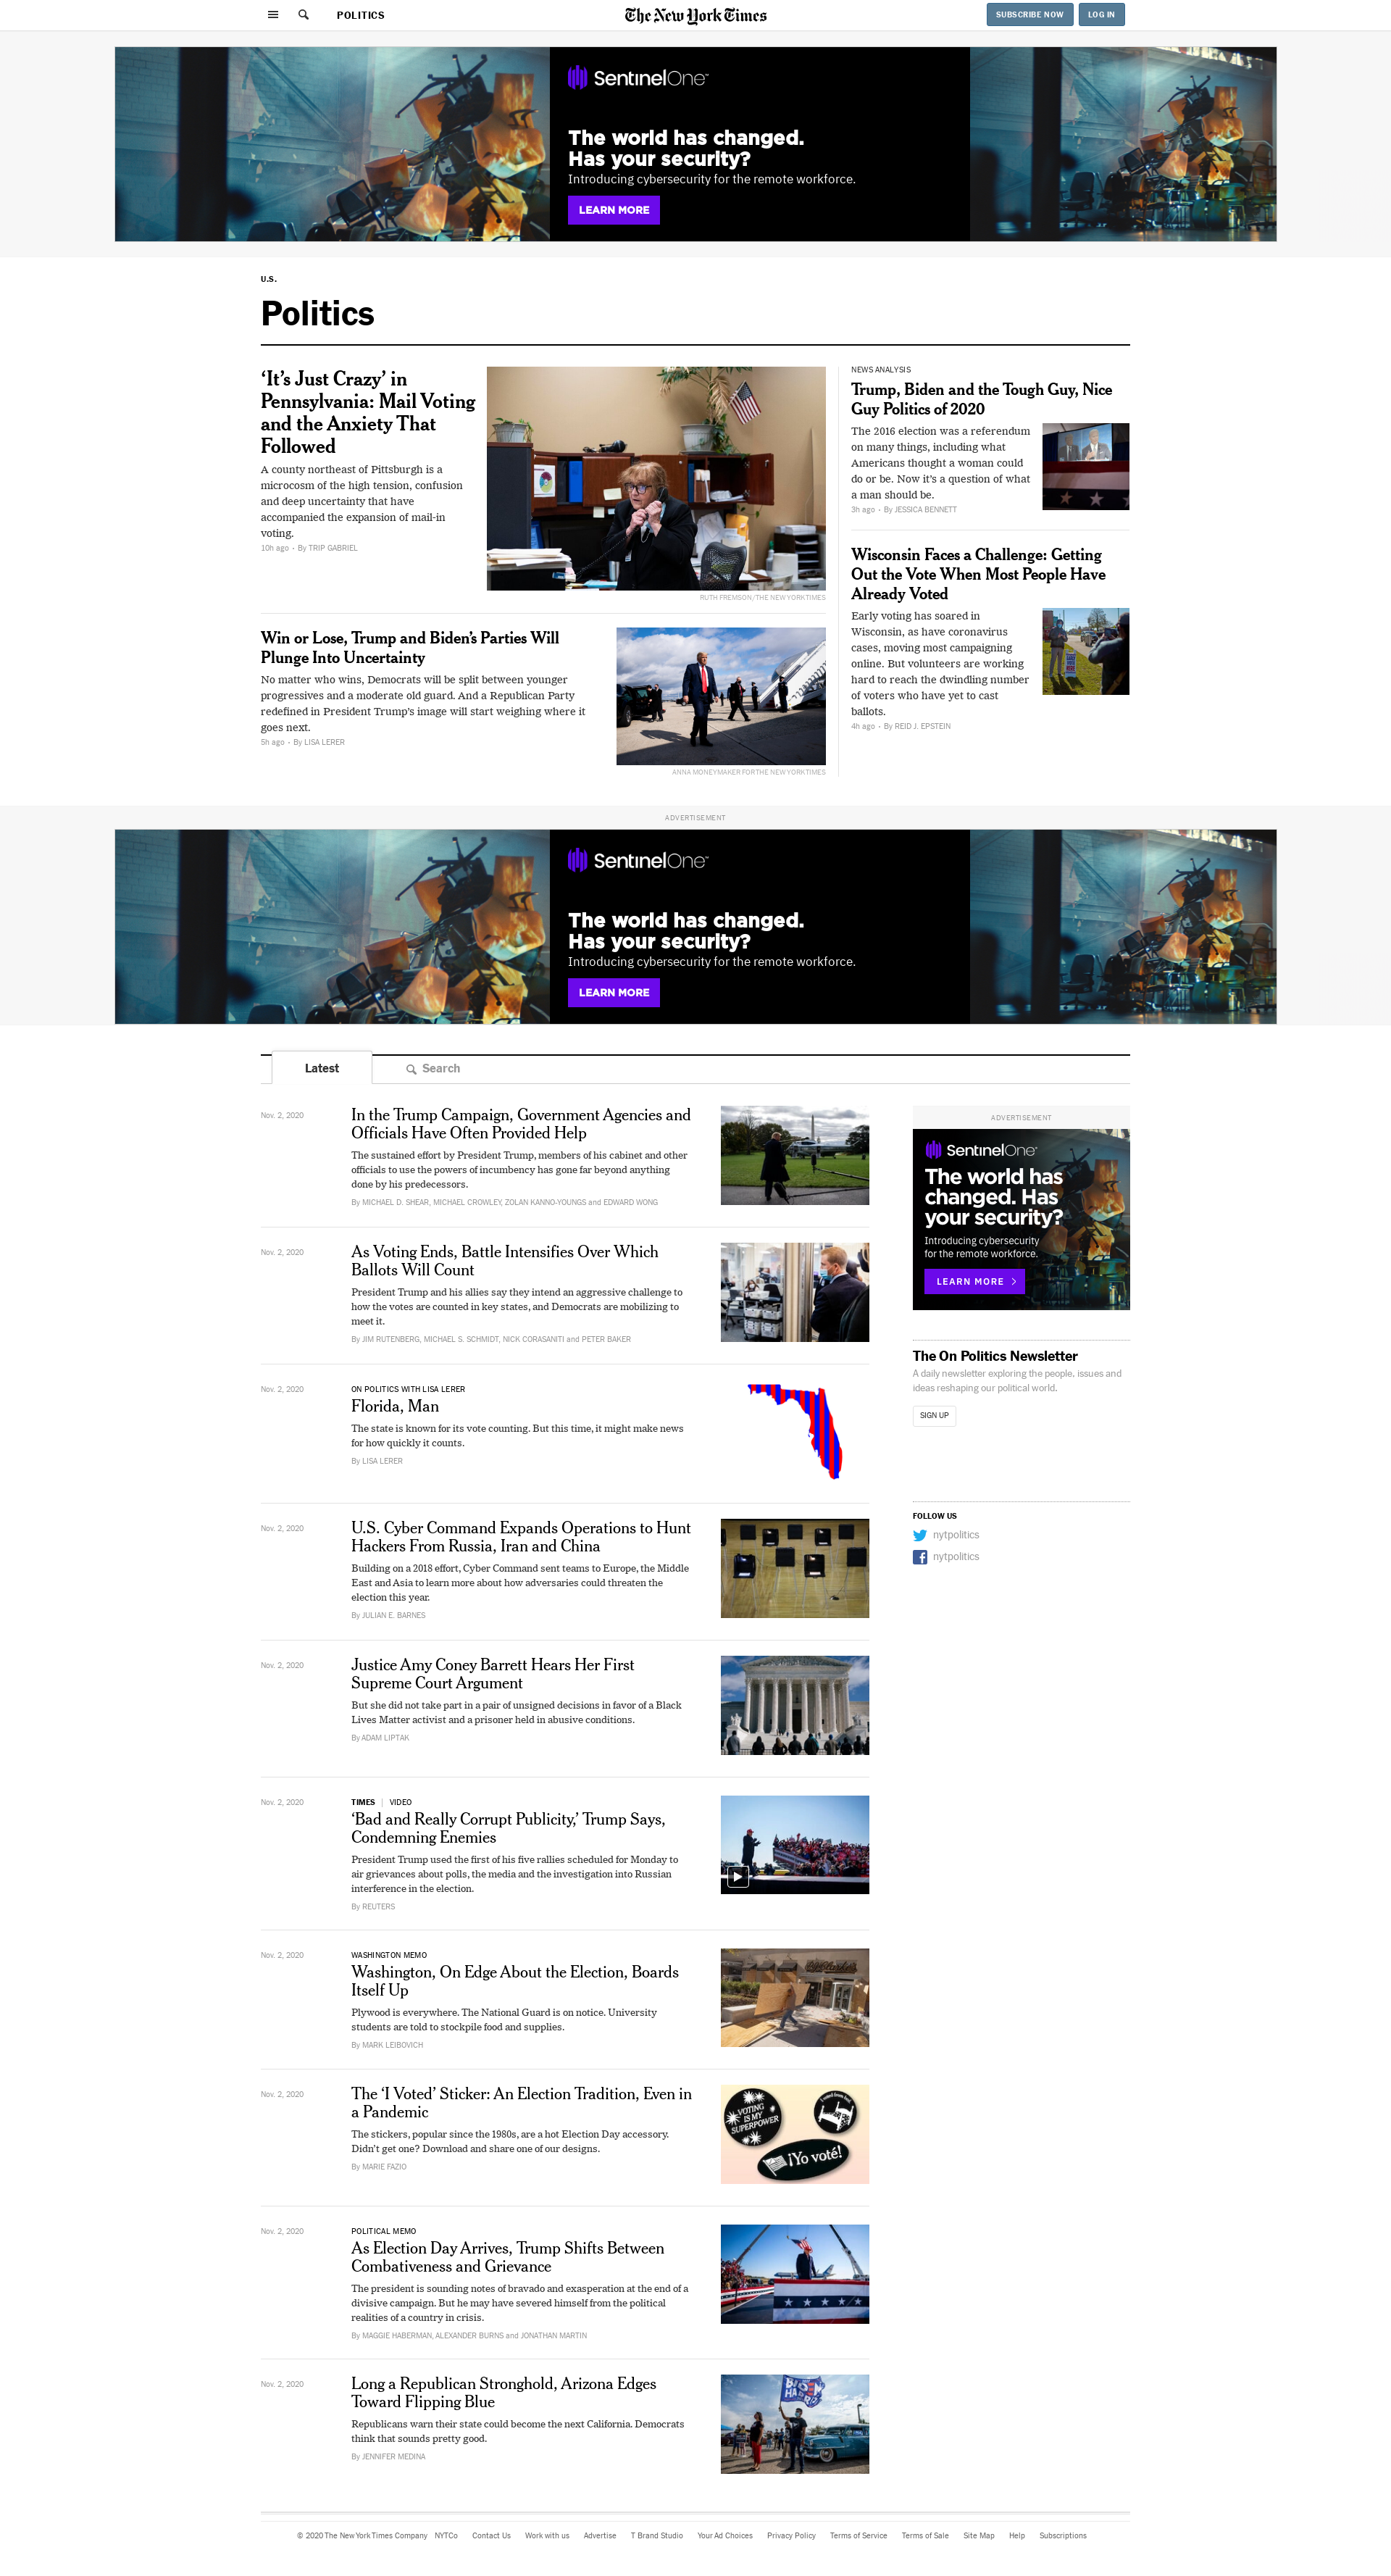 POLITICS
The New York Times
SUBSCRIBE NOW
LOG IN
SentinelOne
The world has changed.
Has your security?
Introducing cybersecurity for the remote workforce.
LEARN MORE
U.S.
Politics
‘It’s Just Crazy’ in
Pennsylvania: Mail Voting
and the Anxiety That
Followed
A county northeast of Pittsburgh is a
microcosm of the high tension, confusion
and deep uncertainty that have
accompanied the expansion of mail-in
voting.
10h ago • By TRIP GABRIEL
RUTH FREMSON/THE NEW YORK TIMES
Win or Lose, Trump and Biden’s Parties Will
Plunge Into Uncertainty
No matter who wins, Democrats will be split between younger
progressives and a moderate old guard. And a Republican Party
redefined in President Trump’s image will start weighing where it
goes next.
5h ago • By LISA LERER
ANNA MONEYMAKER FOR THE NEW YORK TIMES
NEWS ANALYSIS
Trump, Biden and the Tough Guy, Nice
Guy Politics of 2020
The 2016 election was a referendum
on many things, including what
Americans thought a woman could
do or be. Now it’s a question of what
a man should be.
3h ago • By JESSICA BENNETT
Wisconsin Faces a Challenge: Getting
Out the Vote When Most People Have
Already Voted
Early voting has soared in
Wisconsin, as have coronavirus
cases, moving most campaigning
online. But volunteers are working
hard to reach the dwindling number
of voters who have yet to cast
ballots.
4h ago • By REID J. EPSTEIN
ADVERTISEMENT
SentinelOne
The world has changed.
Has your security?
Introducing cybersecurity for the remote workforce.
LEARN MORE
Latest
Search
Nov. 2, 2020
In the Trump Campaign, Government Agencies and
Officials Have Often Provided Help
The sustained effort by President Trump, members of his cabinet and other
officials to use the powers of incumbency has gone far beyond anything
done by his predecessors.
By MICHAEL D. SHEAR, MICHAEL CROWLEY, ZOLAN KANNO-YOUNGS and EDWARD WONG
Nov. 2, 2020
As Voting Ends, Battle Intensifies Over Which
Ballots Will Count
President Trump and his allies say they intend an aggressive challenge to
how the votes are counted in key states, and Democrats are mobilizing to
meet it.
By JIM RUTENBERG, MICHAEL S. SCHMIDT, NICK CORASANITI and PETER BAKER
Nov. 2, 2020
ON POLITICS WITH LISA LERER
Florida, Man
The state is known for its vote counting. But this time, it might make news
for how quickly it counts.
By LISA LERER
Nov. 2, 2020
U.S. Cyber Command Expands Operations to Hunt
Hackers From Russia, Iran and China
Building on a 2018 effort, Cyber Command sent teams to Europe, the Middle
East and Asia to learn more about how adversaries could threaten the
election this year.
By JULIAN E. BARNES
Nov. 2, 2020
Justice Amy Coney Barrett Hears Her First
Supreme Court Argument
But she did not take part in a pair of unsigned decisions in favor of a Black
Lives Matter activist and a prisoner held in abusive conditions.
By ADAM LIPTAK
Nov. 2, 2020
TIMES | VIDEO
‘Bad and Really Corrupt Publicity,’ Trump Says,
Condemning Enemies
President Trump used the first of his five rallies scheduled for Monday to
air grievances about polls, the media and the investigation into Russian
interference in the election.
By REUTERS
Nov. 2, 2020
WASHINGTON MEMO
Washington, On Edge About the Election, Boards
Itself Up
Plywood is everywhere. The National Guard is on notice. University
students are told to stockpile food and supplies.
By MARK LEIBOVICH
Nov. 2, 2020
The ‘I Voted’ Sticker: An Election Tradition, Even in
a Pandemic
The stickers, popular since the 1980s, are a hot Election Day accessory.
Didn’t get one? Download and share one of our designs.
By MARIE FAZIO
VOTING
IS MY
SUPERPOWER
¡Yo voté!
Nov. 2, 2020
POLITICAL MEMO
As Election Day Arrives, Trump Shifts Between
Combativeness and Grievance
The president is sounding notes of bravado and exasperation at the end of a
divisive campaign. But he may have severed himself from the political
realities of a country in crisis.
By MAGGIE HABERMAN, ALEXANDER BURNS and JONATHAN MARTIN
Nov. 2, 2020
Long a Republican Stronghold, Arizona Edges
Toward Flipping Blue
Republicans warn their state could become the next California. Democrats
think that sounds pretty good.
By JENNIFER MEDINA
ADVERTISEMENT
SentinelOne
The world has
changed. Has
your security?
Introducing cybersecurity
for the remote workforce.
LEARN MORE
The On Politics Newsletter
A daily newsletter exploring the people, issues and
ideas reshaping our political world.
SIGN UP
FOLLOW US
nytpolitics
nytpolitics
© 2020 The New York Times Company NYTCo Contact Us Work with us Advertise T Brand Studio Your Ad Choices Privacy Policy Terms of Service Terms of Sale Site Map Help Subscriptions